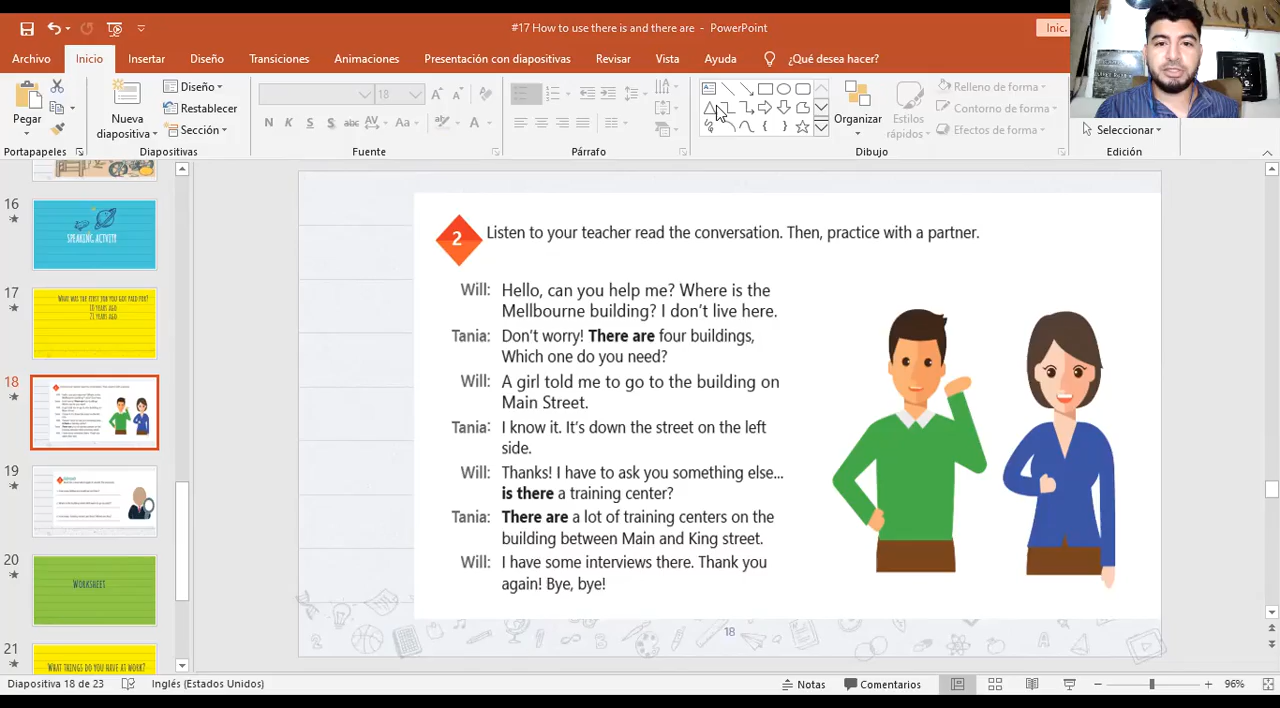 #17 How to use there is and there are - PowerPoint
Inic.
Archivo Inicio Insertar Diseño Transiciones Animaciones Presentación con diapositivas Revisar Vista Ayuda ¿Qué desea hacer?
Pegar
Nueva diapositiva
Diseño
Restablecer
Sección
18
N K S S abc AV Aa
Organizar
Estilos rápidos
Relleno de forma
Contorno de forma
Efectos de forma
Seleccionar
Portapapeles Diapositivas Fuente Párrafo Dibujo Edición
16
SPEAKING ACTIVITY
17
WHAT WAS THE FIRST JOB YOU GOT PAID FOR?
18
19
20
WORKSHEET
21
WHAT THINGS DO YOU HAVE AT WORK?
2 Listen to your teacher read the conversation. Then, practice with a partner.
Will: Hello, can you help me? Where is the
Mellbourne building? I don't live here.
Tania: Don't worry! There are four buildings,
Which one do you need?
Will: A girl told me to go to the building on
Main Street.
Tania: I know it. It's down the street on the left
side.
Will: Thanks! I have to ask you something else...
is there a training center?
Tania: There are a lot of training centers on the
building between Main and King street.
Will: I have some interviews there. Thank you
again! Bye, bye!
18
Diapositiva 18 de 23 Inglés (Estados Unidos) Notas Comentarios 96%